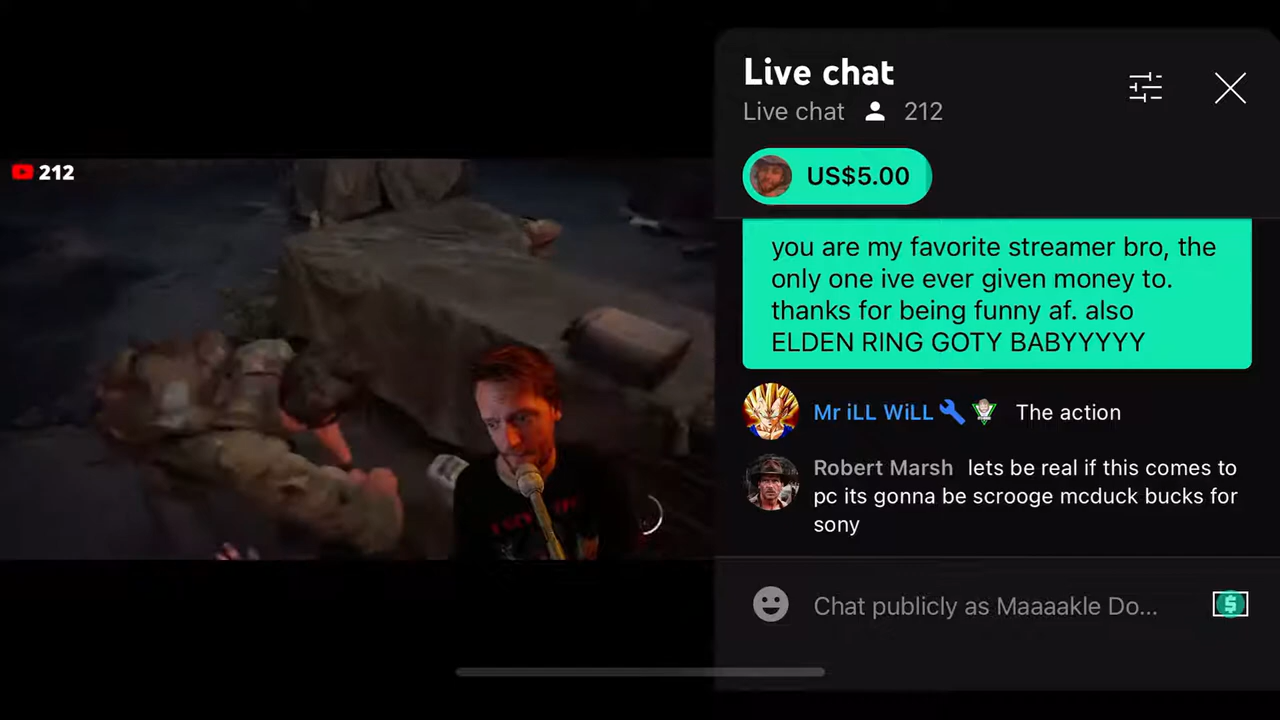 Live chat
Live chat 212
212
US$5.00
you are my favorite streamer bro, the
only one ive ever given money to.
thanks for being funny af. also
ELDEN RING GOTY BABYYYYY
Mr iLL WiLL The action
Robert Marsh lets be real if this comes to
pc its gonna be scrooge mcduck bucks for
sony
Chat publicly as Maaaakle Do...
$